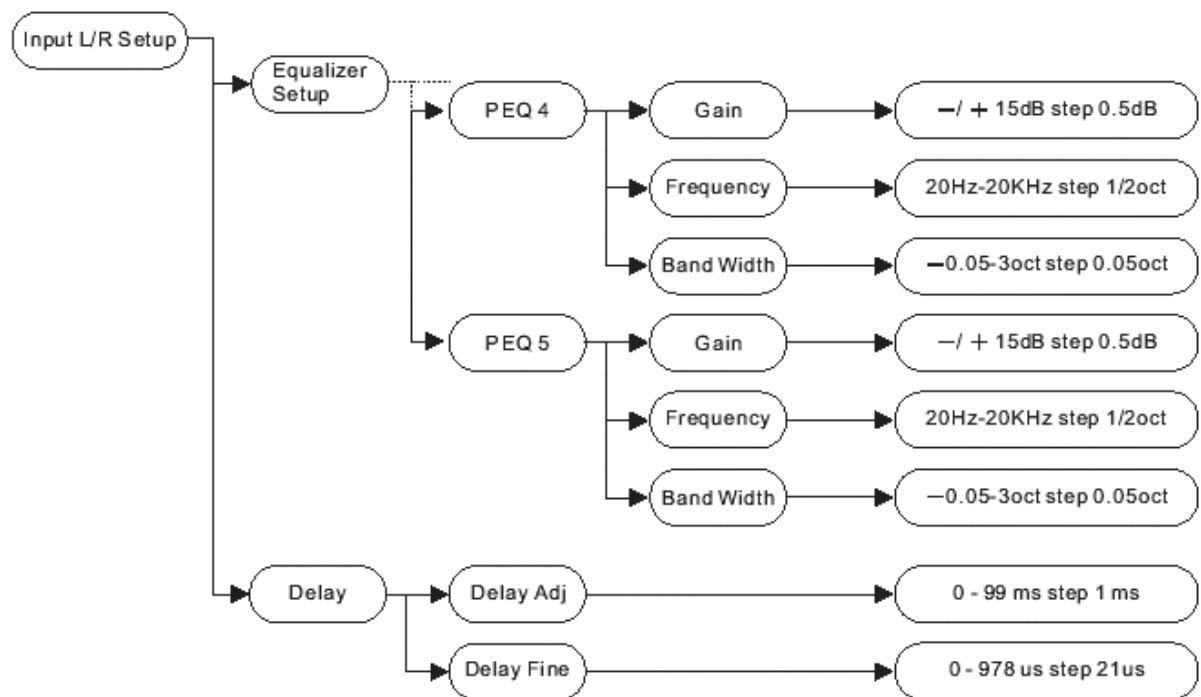 Input L/R Setup
Equalizer
Setup
PEQ 4
Gain
−/ + 15dB step 0.5dB
Frequency
20Hz-20KHz step 1/2oct
Band Width
−0.05-3oct step 0.05oct
PEQ 5
Gain
−/ + 15dB step 0.5dB
Frequency
20Hz-20KHz step 1/2oct
Band Width
−0.05-3oct step 0.05oct
Delay
Delay Adj
0 - 99 ms step 1 ms
Delay Fine
0 - 978 us step 21us